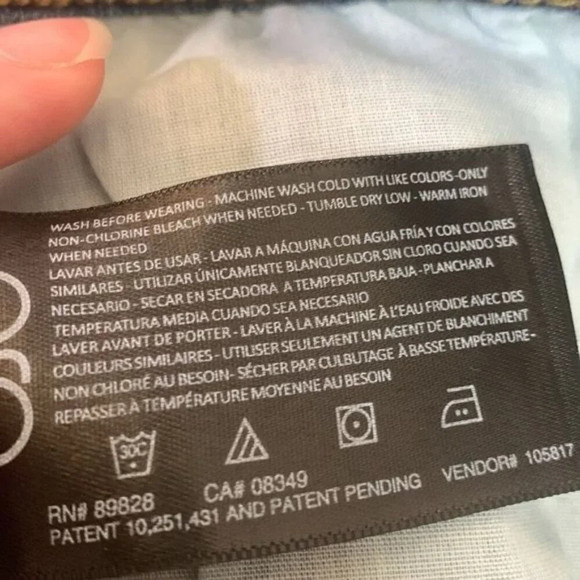 WASH BEFORE WEARING - MACHINE WASH COLD WITH LIKE COLORS -ONLY
NON-CHLORINE BLEACH WHEN NEEDED - TUMBLE DRY LOW - WARM IRON
WHEN NEEDED
LAVAR ANTES DE USAR - LAVAR A MÁQUINA CON AGUA FRÍA Y CON COLORES
SIMILARES - UTILIZAR ÚNICAMENTE BLANQUEADOR SIN CLORO CUANDO SEA
NECESARIO - SECAR EN SECADORA A TEMPERATURA BAJA - PLANCHAR A
TEMPERATURA MEDIA CUANDO SEA NECESARIO
LAVER AVANT DE PORTER - LAVER À LA MACHINE À L'EAU FROIDE AVEC DES
COULEURS SIMILAIRES - UTILISER SEULEMENT UN AGENT DE BLANCHIMENT
NON CHLORÉ AU BESOIN- SÉCHER PAR CULBUTAGE À BASSE TEMPÉRATURE-
REPASSER À TEMPÉRATURE MOYENNE AU BESOIN
30C
RN# 89828 CA# 08349 VENDOR# 105817
PATENT 10,251,431 AND PATENT PENDING